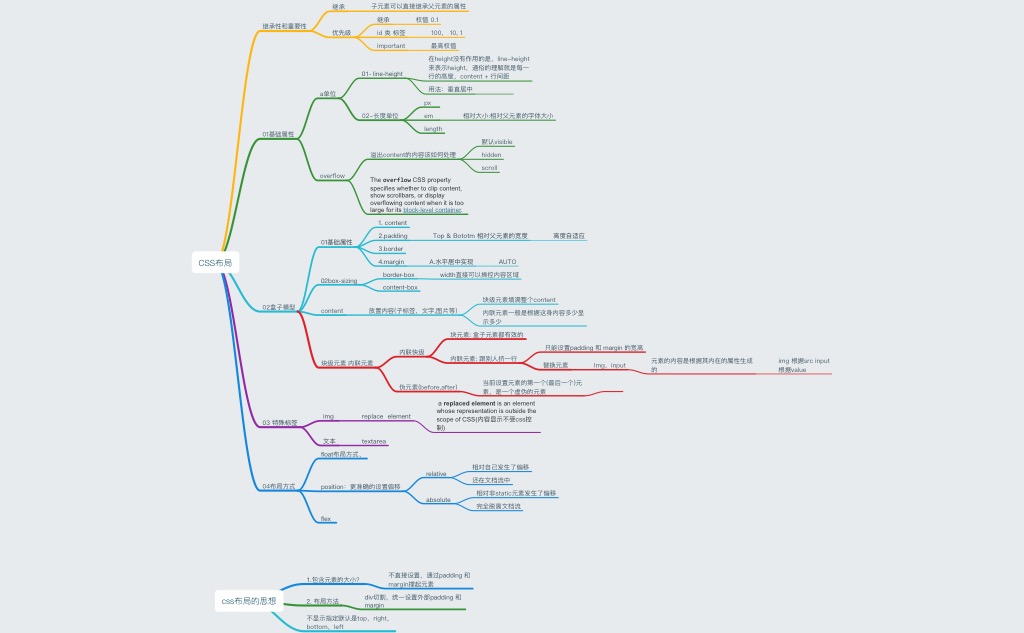 继承
子元素可以直接继承父元素的属性
继承性和重要性
继承
权值 0.1
优先级
id 类 标签
100, 10, 1
important
最高权值
在height没有作用的是,line-height
来表示height,通俗的理解就是每一
行的高度,content + 行间距
01- line-height
用法:垂直居中
a单位
px
02-长度单位
em
相对大小:相对父元素的字体大小
length
01基础属性
默认visible
溢出content的内容该如何处理
hidden
scroll
overflow
The overflow CSS property
specifies whether to clip content,
show scrollbars, or display
overflowing content when it is too
large for its block-level container.
CSS布局
1. content
2.padding
Top & Bototm 相对父元素的宽度
高度自适应
01基础属性
3.border
4.margin
A.水平居中实现
AUTO
border-box
width直接可以操控内容区域
02box-sizing
content-box
02盒子模型
块级元素填满整个content
content
放置内容(子标签、文字,图片等)
内联元素一般是根据这身内容多少显
示多少
块元素: 盒子元素都有效的
内联快级
只能设置padding 和 margin 的宽高
内联元素; 跟别人挤一行
替换元素
img、input
元素的内容是根据其内在的属性生成
的
img 根据src input
根据value
块级元素 内联元素
伪元素(before,after)
当前设置元素的第一个(最后一个)元
素,是一个虚伪的元素
a replaced element is an element
whose representation is outside the
scope of CSS(内容显示不受css控
制)
img
replace element
03 特殊标签
文本
textarea
float布局方式。
相对自己发生了偏移
relative
还在文档流中
04布局方式
position: 更准确的设置偏移
相对非static元素发生了偏移
absolute
完全脱离文档流
flex
1.包含元素的大小?
不直接设置,通过padding 和
margin撑起元素
css布局的思想
2. 布局方法
div切割,统一设置外部padding 和
margin
不显示指定默认是top、right、
bottom、left